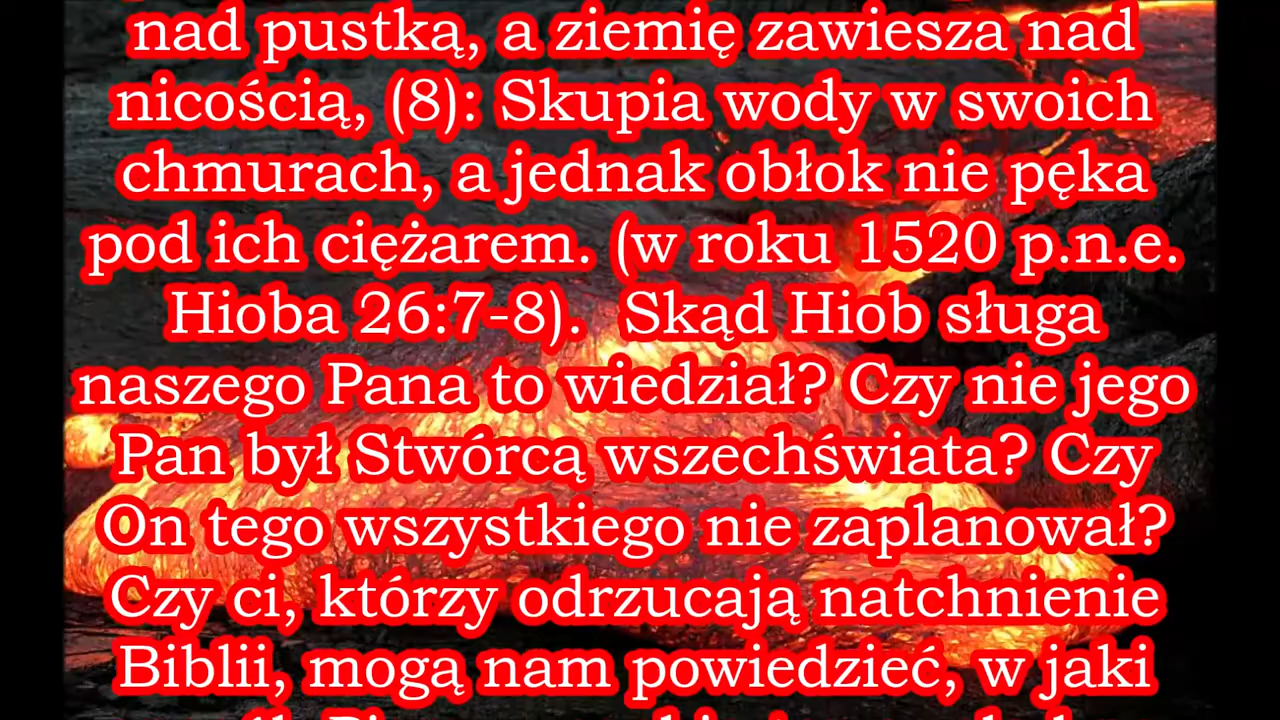 nad pustką, a ziemię zawiesza nad
nicością, (8): Skupia wody w swoich
chmurach, a jednak obłok nie pęka
pod ich ciężarem. (w roku 1520 p.n.e.
Hioba 26:7-8). Skąd Hiob sługa
naszego Pana to wiedział? Czy nie jego
Pan był Stwórcą wszechświata? Czy
On tego wszystkiego nie zaplanował?
Czy ci, którzy odrzucają natchnienie
Biblii, mogą nam powiedzieć, w jaki